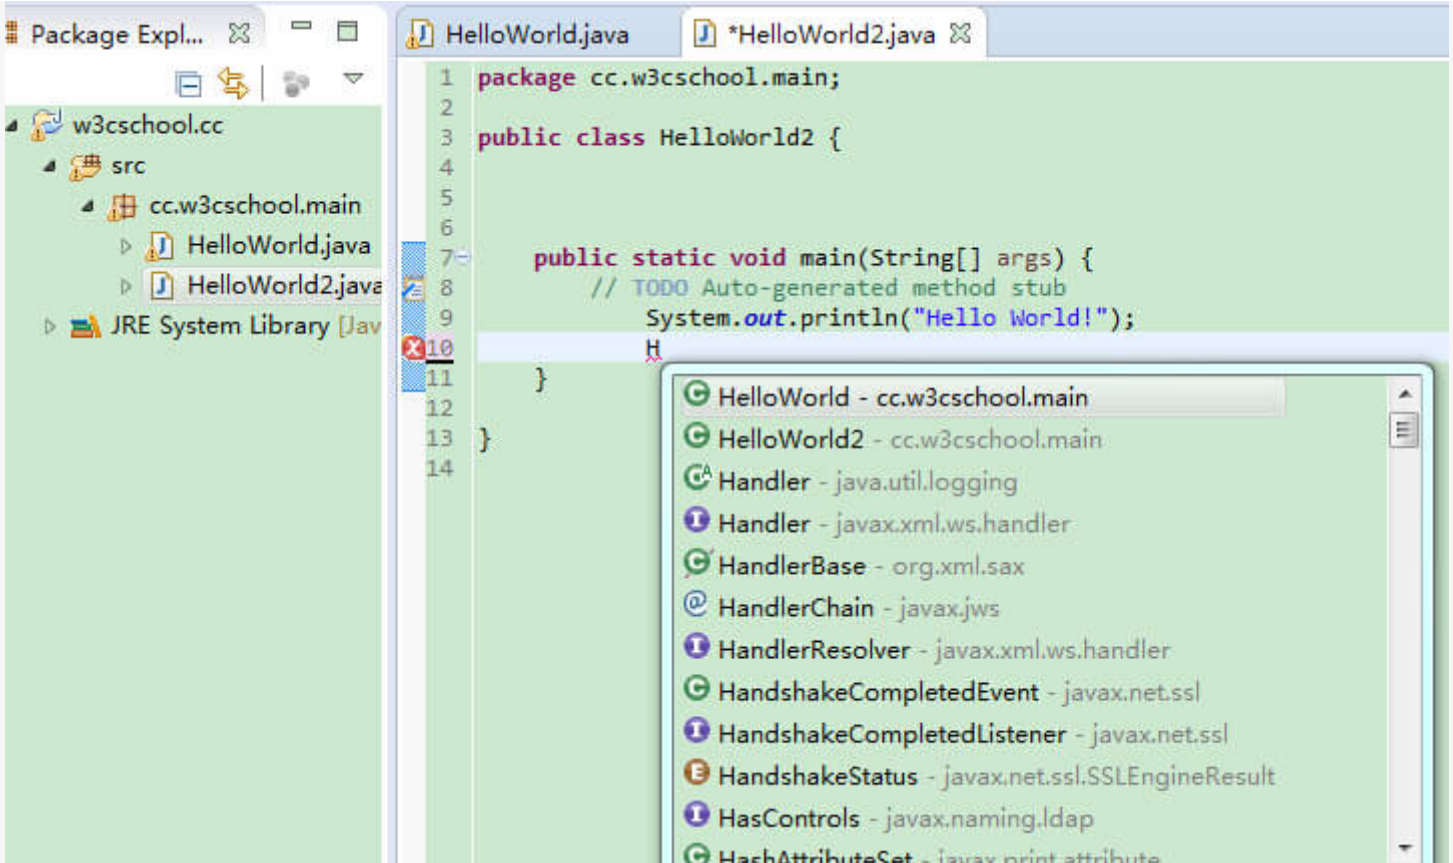 Package Expl...
w3cschool.cc
src
cc.w3cschool.main
HelloWorld.java
HelloWorld2.java
JRE System Library [Jav
HelloWorld.java *HelloWorld2.java
1 package cc.w3cschool.main;
2
3 public class HelloWorld2 {
4
5
6
7 public static void main(String[] args) {
8 // TODO Auto-generated method stub
9 System.out.println("Hello World!");
10 H
11 }
12
13 }
14
HelloWorld - cc.w3cschool.main
HelloWorld2 - cc.w3cschool.main
Handler - java.util.logging
Handler - javax.xml.ws.handler
HandlerBase - org.xml.sax
HandlerChain - javax.jws
HandlerResolver - javax.xml.ws.handler
HandshakeCompletedEvent - javax.net.ssl
HandshakeCompletedListener - javax.net.ssl
HandshakeStatus - javax.net.ssl.SSLEngineResult
HasControls - javax.naming.ldap
HashAttributeSet - javax.print.attribute